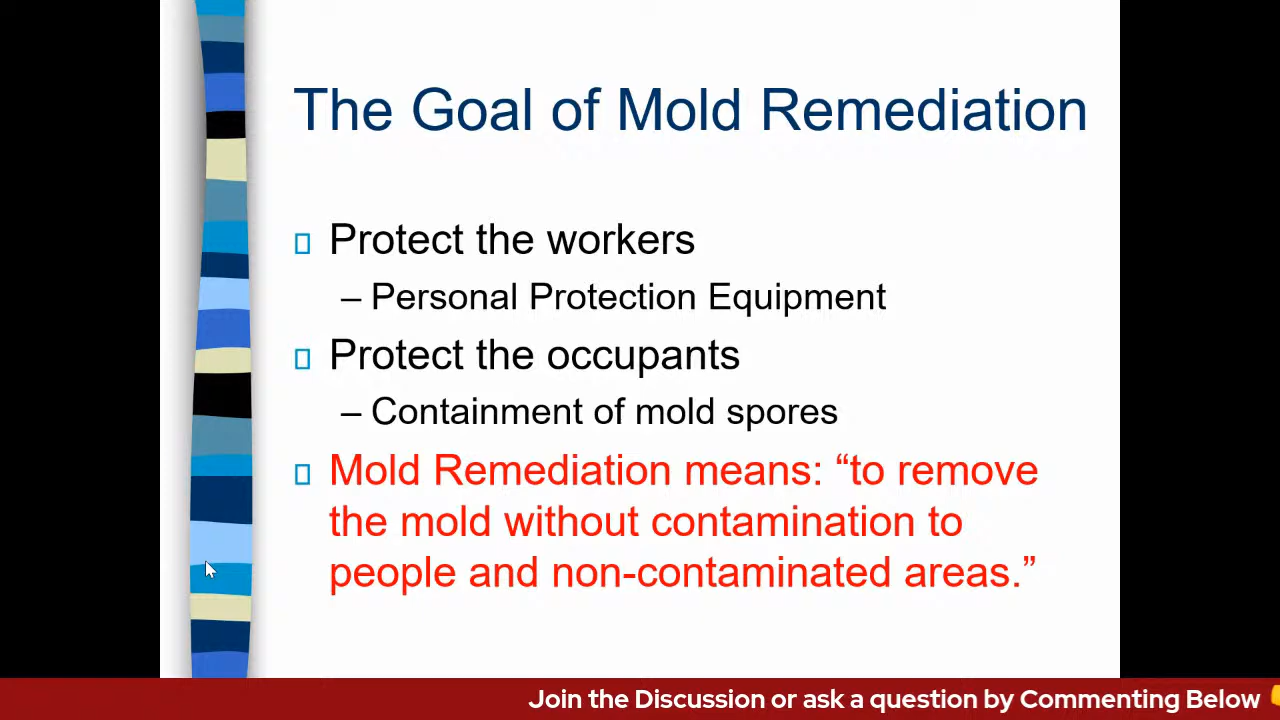 The Goal of Mold Remediation
Protect the workers
– Personal Protection Equipment
Protect the occupants
– Containment of mold spores
Mold Remediation means: “to remove
the mold without contamination to
people and non-contaminated areas.”
Join the Discussion or ask a question by Commenting Below